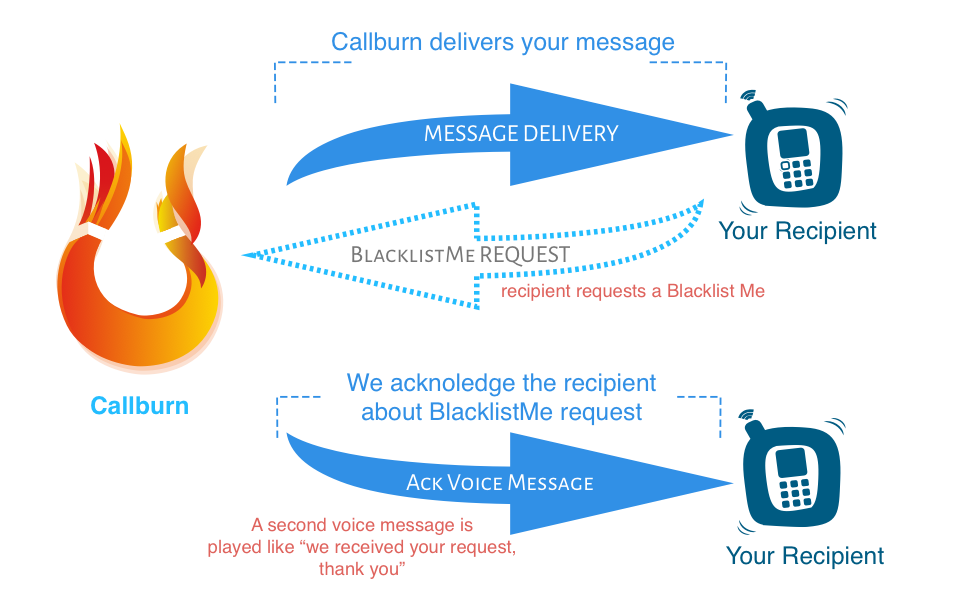 Callburn delivers your message
MESSAGE DELIVERY
Your Recipient
BlacklistMe REQUEST
recipient requests a Blacklist Me
Callburn
We acknoledge the recipient
about BlacklistMe request
Ack Voice Message
A second voice message is
played like “we received your request,
thank you”
Your Recipient